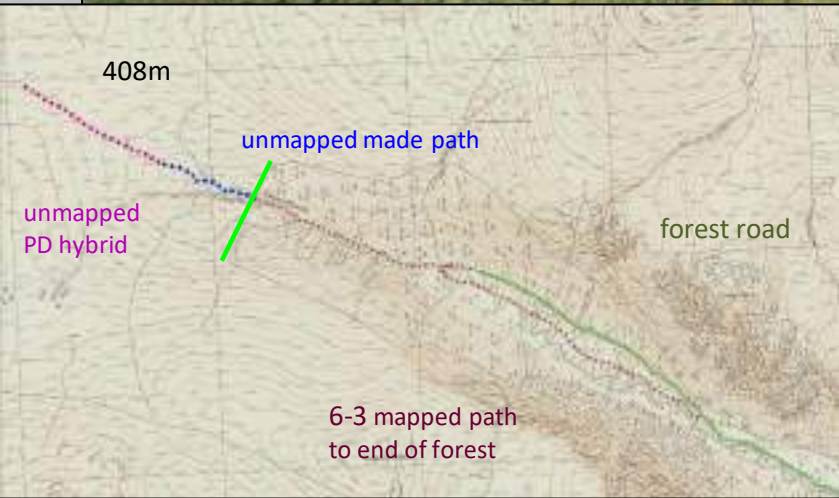 408m
unmapped made path
unmapped
PD hybrid
forest road
6-3 mapped path
to end of forest